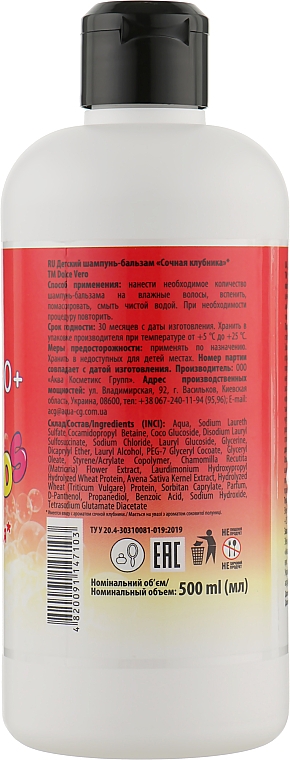 RU Детский шампунь-бальзам «Сочная клубника»*
TM Dolce Vero
Способ применения: нанести необходимое количество
шампунь-бальзама на влажные волосы, вспенить,
помассировать, смыть чистой водой. При необходимости
процедуру повторить.
Срок годности: 30 месяцев с даты изготовления. Хранить в
упаковке производителя при температуре от +5 °C до +25 °C.
Меры предосторожности: применять по назначению.
Хранить в недоступных для детей местах. Номер партии
совпадает с датой изготовления. Производитель: ООО
«Аква Косметикс Групп». Адрес производственных
мощностей: ул. Владимирская, 92, г. Васильков, Киевская
область, Украина, 08600, тел.: +38 067-240-11-94 (95,96),
acg@aqua-cg.com.ua
Склад/Состав/Ingredients (INCI): Aqua, Sodium Laureth
Sulfate,Cocamidopropyl Betaine, Coco Glucoside, Disodium Lauryl
Sulfosuccinate, Sodium Chloride, Lauryl Glucoside, Glycerine,
Dicaprylyl Ether, Lauryl Alcohol, PEG-7 Glyceryl Cocoate, Glyceryl
Oleate, Styrene/Acrylate Copolymer, Chamomilla Recutita
(Matricaria) Flower Extract, Laurdimonium Hydroxypropyl
Hydrolyzed Wheat Protein, Avena Sativa Kernel Extract, Hydrolyzed
Wheat (Triticum Vulgare) Protein, Sorbitan Caprylate, Parfum,
D-Panthenol, Propanediol, Benzoic Acid, Sodium Hydroxide,
Tetrasodium Glutamate Diacetate
ТУ У 20.4-30310081-019:2019
0+
4820091147103
EAC
НЕ ЯВЛЯЕТСЯ ПРОДУКТОМ
НЕ
Номінальний об’єм/
Номинальный объем: 500 ml (мл)